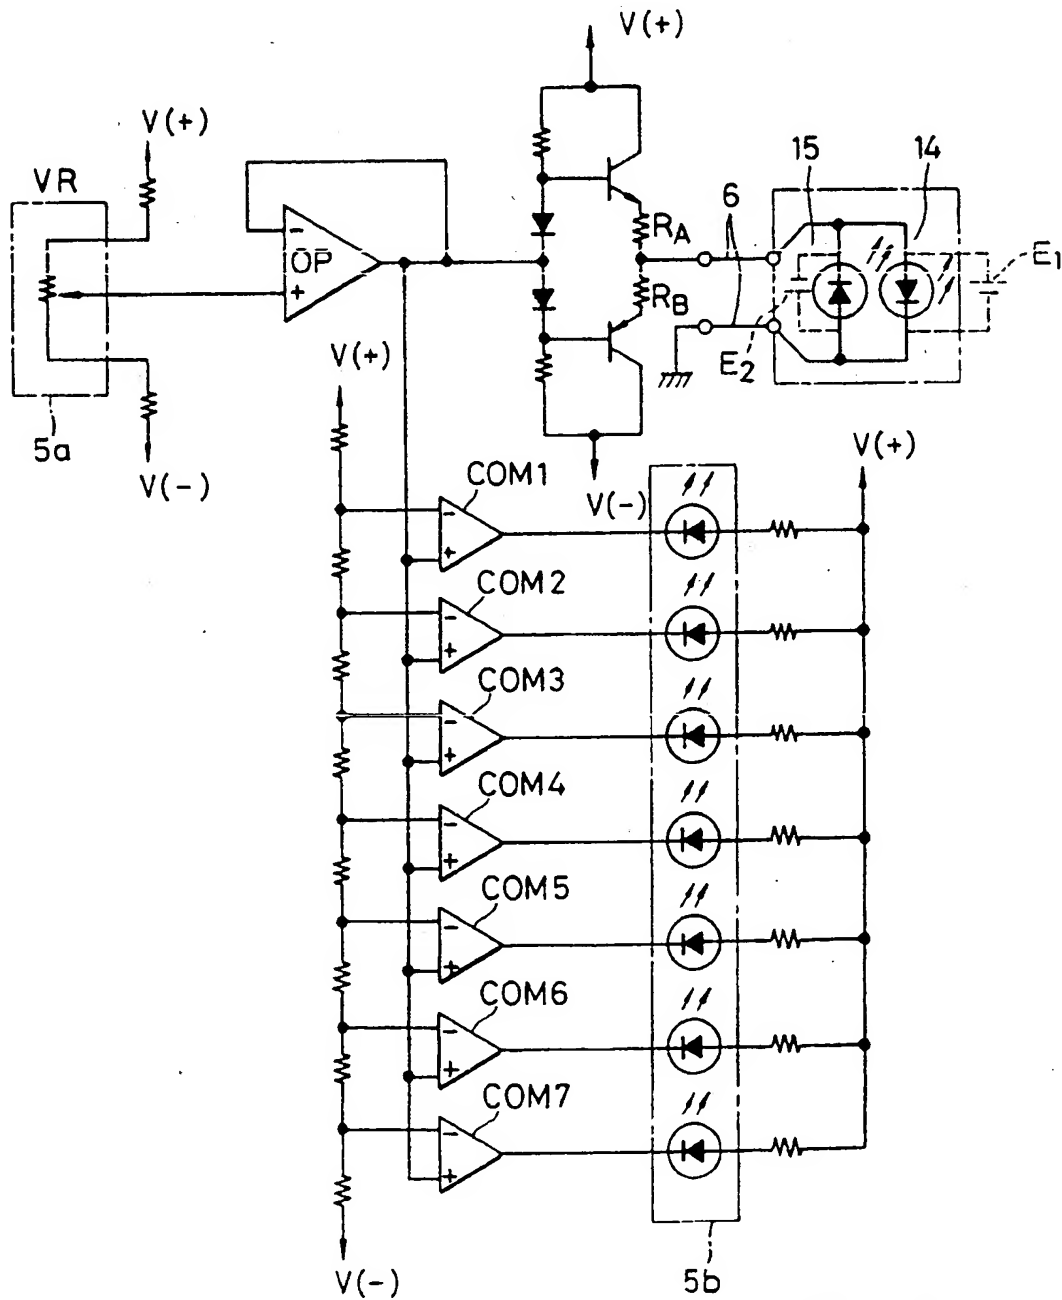 V(+)
V(+)
VR
15
14
6
OP
-
+
RA
RB
E1
E2
5a
V(-)
V(+)
V(-)
V(+)
COM1
-
+
COM2
-
+
COM3
-
+
COM4
-
+
COM5
-
+
COM6
-
+
COM7
-
+
V(-)
5b